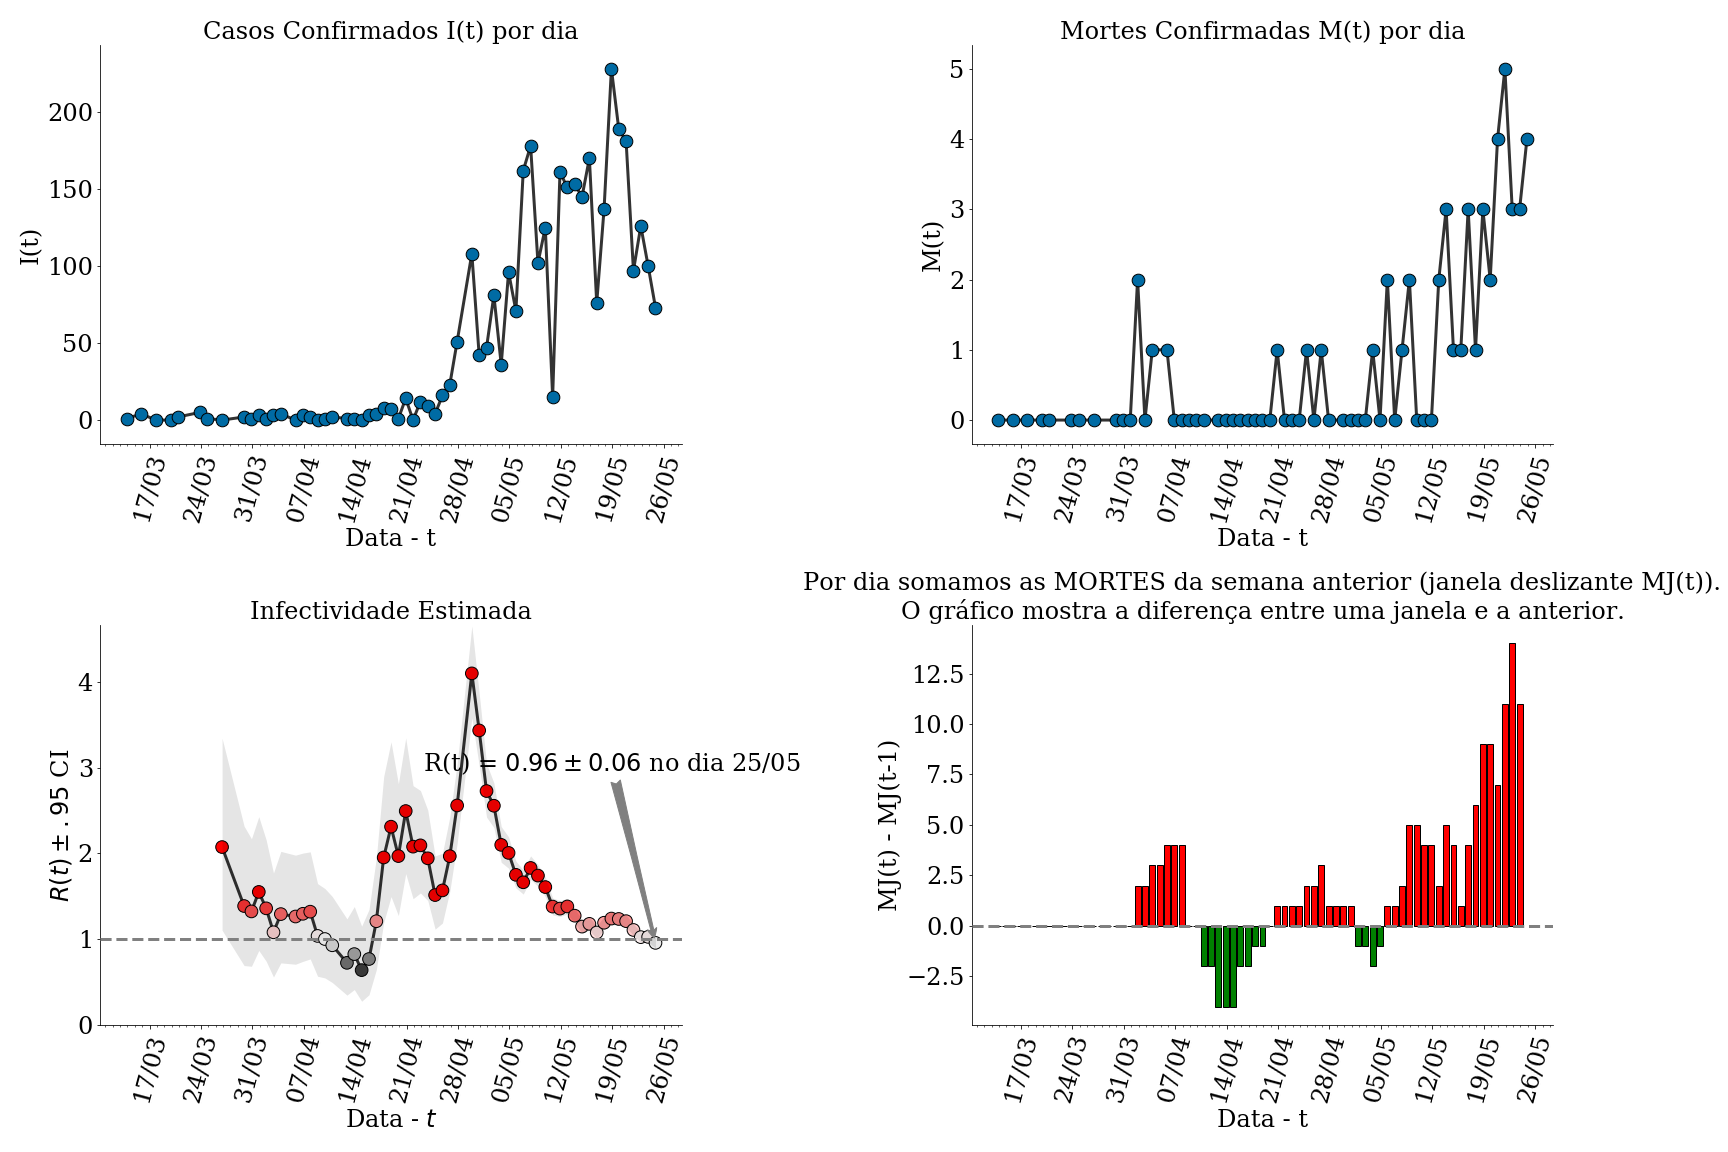 Casos Confirmados I(t) por dia
I(t)
200
150
100
50
0
17/03 24/03 31/03 07/04 14/04 21/04 28/04 05/05 12/05 19/05 26/05
Data - t
Mortes Confirmadas M(t) por dia
M(t)
5
4
3
2
1
0
17/03 24/03 31/03 07/04 14/04 21/04 28/04 05/05 12/05 19/05 26/05
Data - t
Infectividade Estimada
R(t) ± .95 CI
4
3
2
1
0
R(t) = 0.96 ± 0.06 no dia 25/05
17/03 24/03 31/03 07/04 14/04 21/04 28/04 05/05 12/05 19/05 26/05
Data - t
Por dia somamos as MORTES da semana anterior (janela deslizante MJ(t)).
O gráfico mostra a diferença entre uma janela e a anterior.
MJ(t) - MJ(t-1)
12.5
10.0
7.5
5.0
2.5
0.0
−2.5
17/03 24/03 31/03 07/04 14/04 21/04 28/04 05/05 12/05 19/05 26/05
Data - t